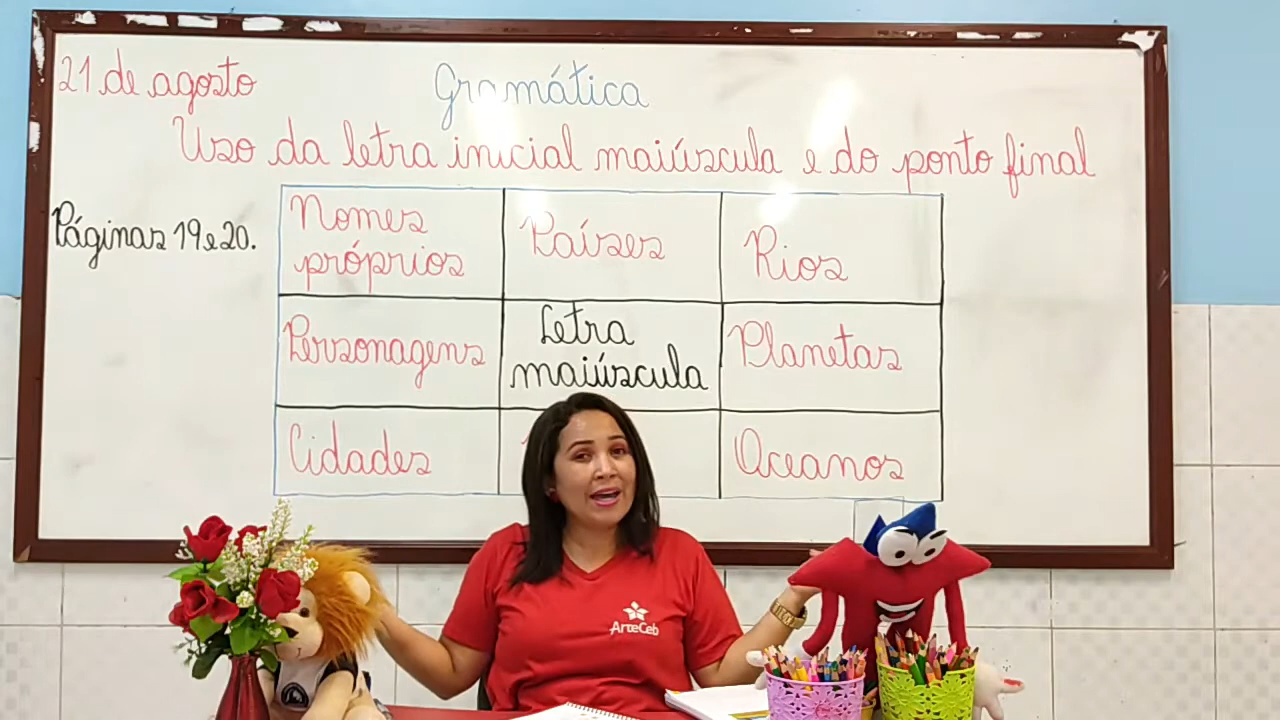 21 de agosto
Gramática
Uso da letra inicial maiúscula e do ponto final
Páginas 19 e 20.
Nomes
próprios
Países
Rios
Personagens
Letra
maiúscula
Planetas
Cidades
Oceanos
ArteCeb